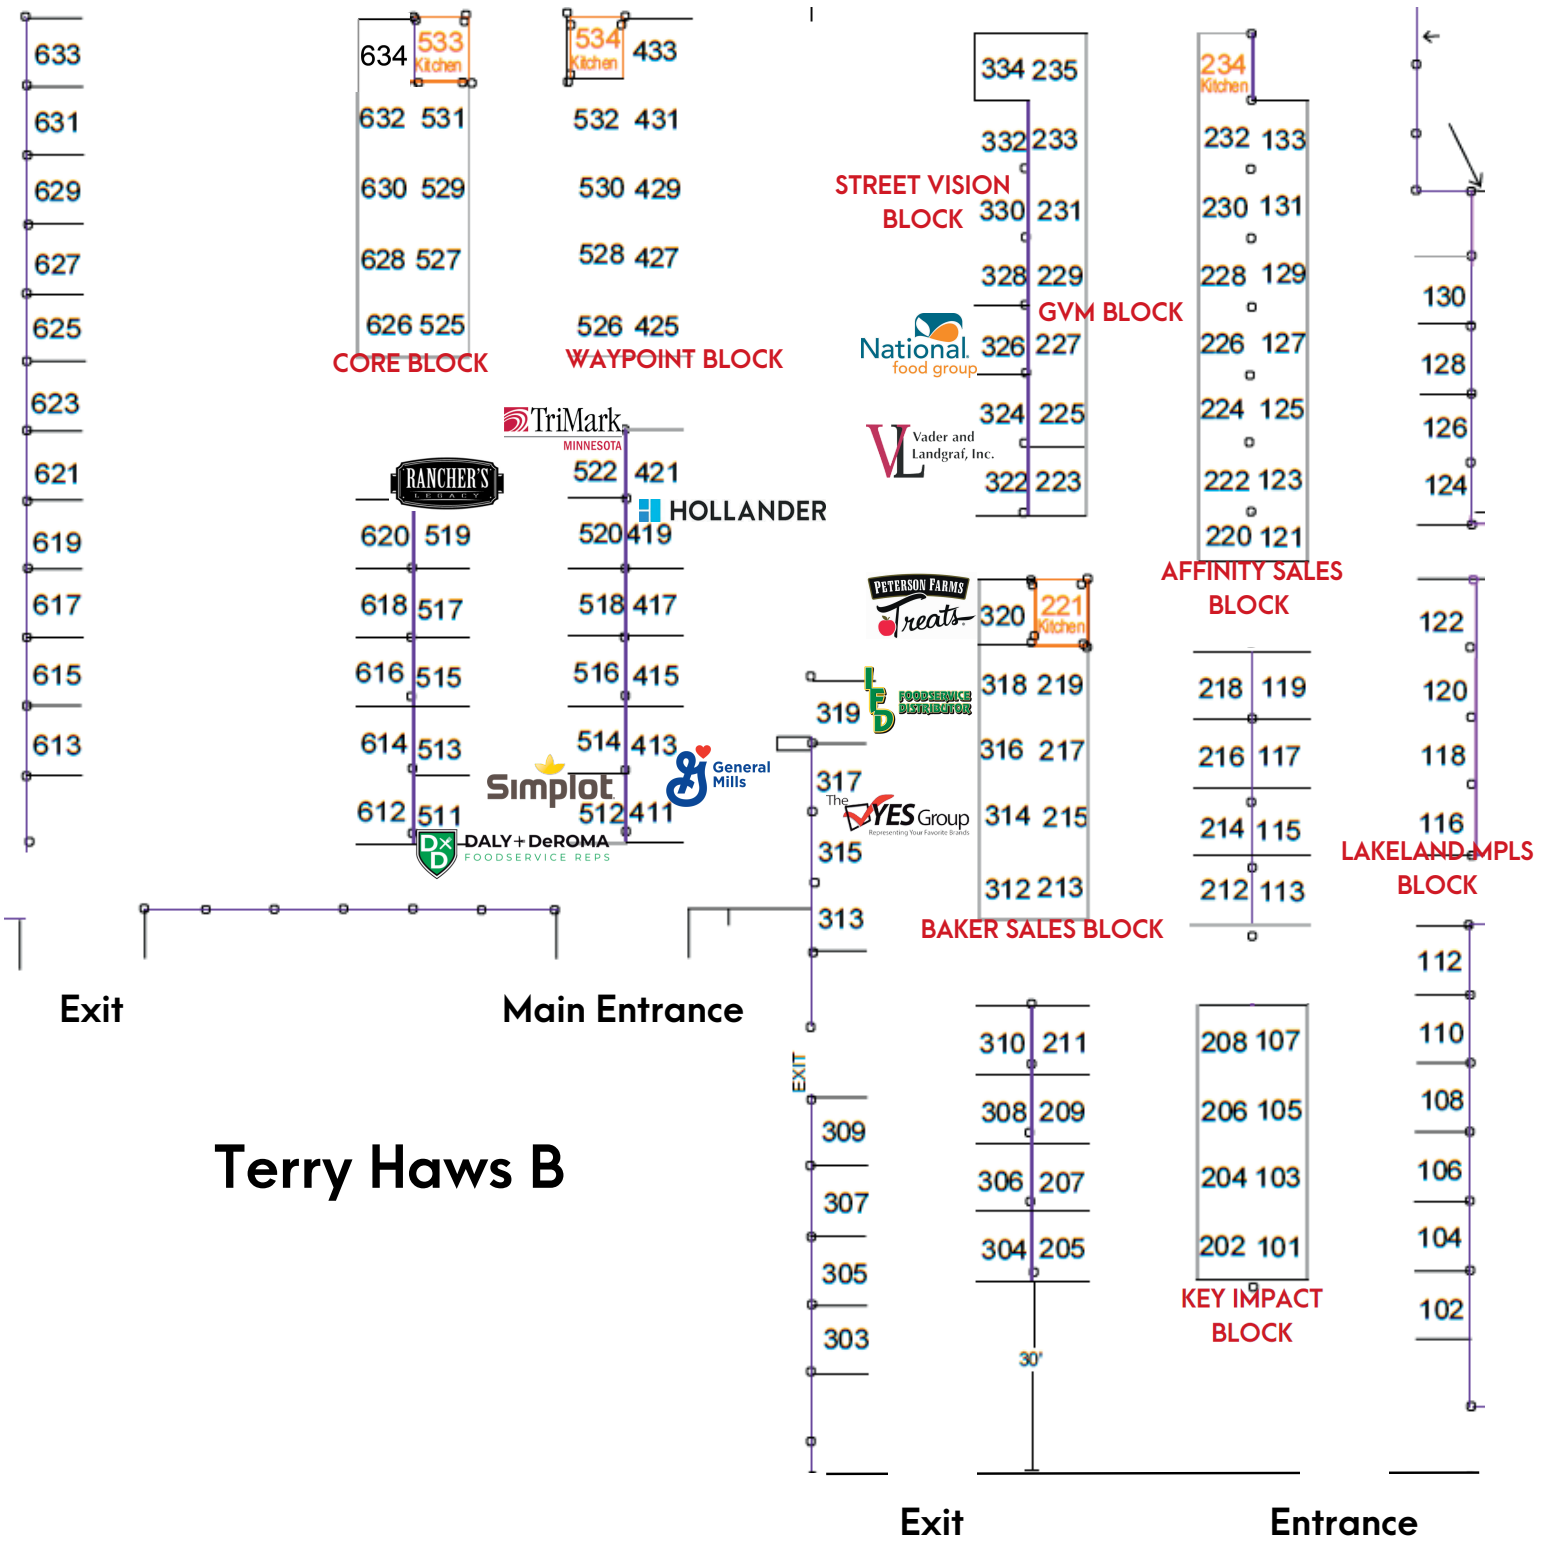 633
631
629
627
625
623
621
619
617
615
613
634 533
Kitchen
632 531
630 529
628 527
626 525
CORE BLOCK
534 433
Kitchen
532 431
530 429
528 427
526 425
WAYPOINT BLOCK
RANCHER'S
LEGACY
620 519
618 517
616 515
614 513
612 511
TriMark
MINNESOTA
522 421
HOLLANDER
520 419
518 417
516 415
514 413
Simplot
General
Mills
512 411
DXD
DALY+DeROMA
FOODSERVICE REPS
334 235
332 233
STREET VISION
BLOCK
330 231
328 229
GVM BLOCK
National
food group
326 227
324 225
VL
Vader and
Landgraf, Inc.
322 223
PETERSON FARMS
Treats
320 221
Kitchen
IFD
FOODSERVICE
DISTRIBUTOR
318 219
316 217
The YES Group
Representing Your Favorite Brands
314 215
312 213
BAKER SALES BLOCK
319
317
315
313
EXIT
309
307
305
303
310 211
308 209
306 207
304 205
30'
234
Kitchen
232 133
230 131
228 129
226 127
224 125
222 123
220 121
AFFINITY SALES
BLOCK
218 119
216 117
214 115
212 113
208 107
206 105
204 103
202 101
KEY IMPACT
BLOCK
130
128
126
124
122
120
118
116
LAKELAND MPLS
BLOCK
112
110
108
106
104
102
Exit
Main Entrance
Terry Haws B
Exit
Entrance